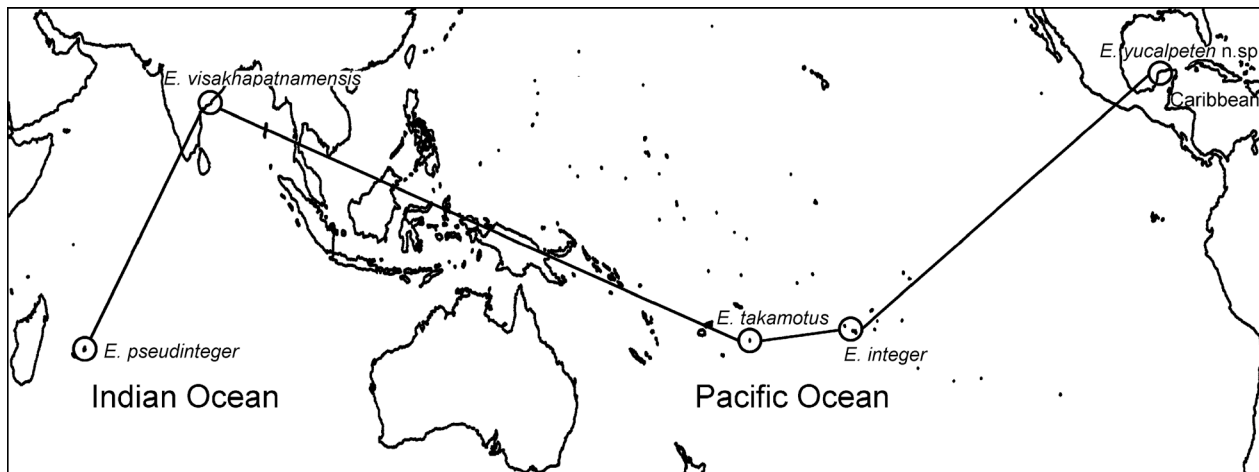 E. yucalpeten n.sp
E. visakhapatnamensis
Caribbean
E. takamotus
E. pseudinteger
E. integer
Indian Ocean
Pacific Ocean